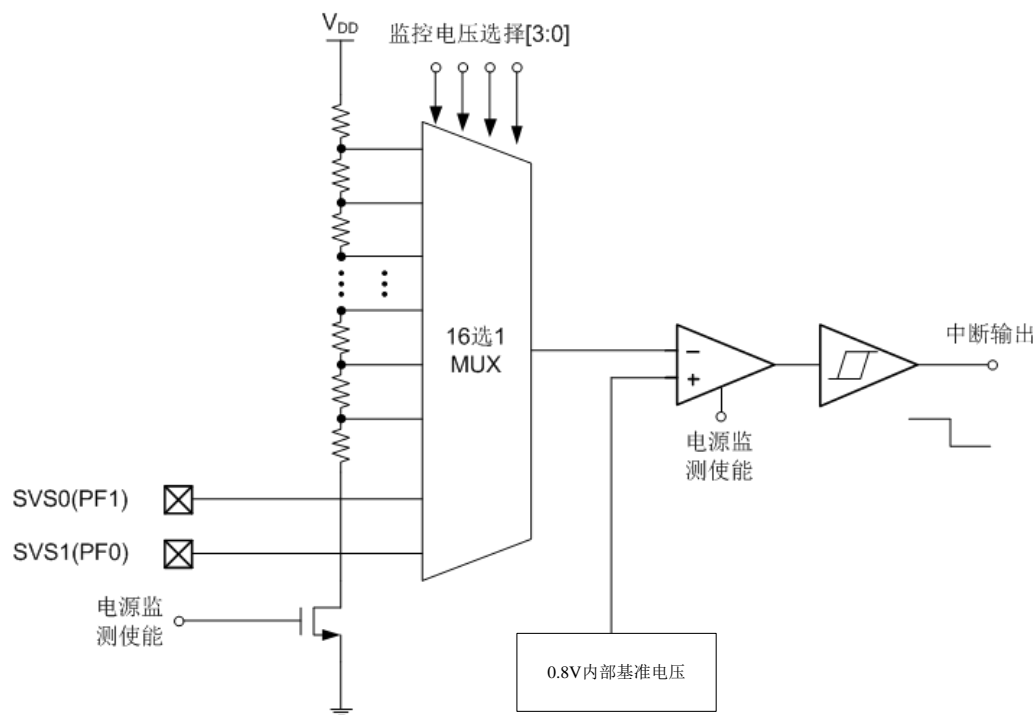 VDD
监控电压选择[3:0]
16选1
MUX
−
+
中断输出
电源监
测使能
SVS0(PF1)
SVS1(PF0)
电源监
测使能
0.8V内部基准电压